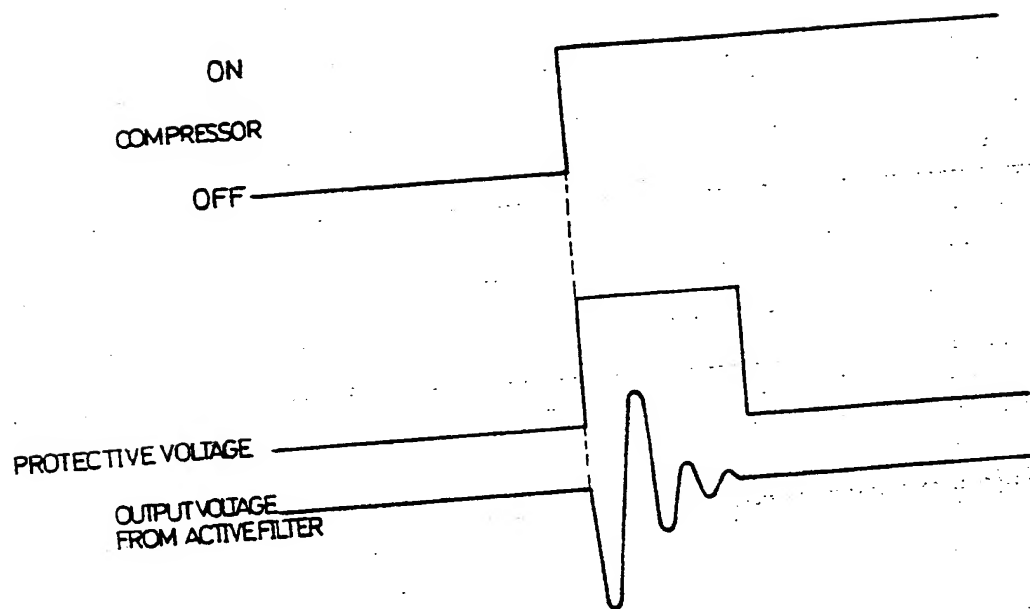 ON
COMPRESSOR
OFF
PROTECTIVE VOLTAGE
OUTPUT VOLTAGE
FROM ACTIVE FILTER